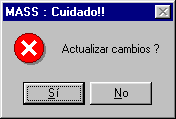 MASS : Cuidado!!
Actualizar cambios ?
Sí No